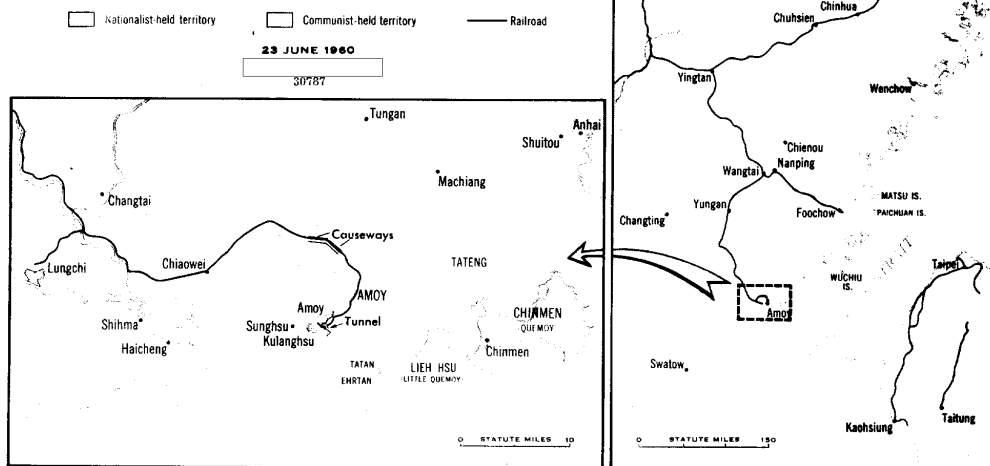 Nationalist-held territory
Communist-held territory
Railroad
23 JUNE 1960
30787
Tungan
Anhai
Shuitou
Machiang
Changtai
Causeways
Lungchi
Chiaowei
TATENG
AMOY
Amoy
Tunnel
Shihma
Sunghsu
Kulanghsu
Haicheng
CHINMEN
QUEMOY
Chinmen
TATAN
EHRTAN
LIEH HSU
(LITTLE QUEMOY)
0 STATUTE MILES 10
Chinhua
Chuhsien
Yingtan
Wenchow
Chienou
Nanping
Wangtai
Yungan
Foochow
MATSU IS.
PAICHUAN IS.
Changting
WUCHIU
IS.
Taipei
Amoy
Swatow
Kaohsiung
Taitung
0 STATUTE MILES 150